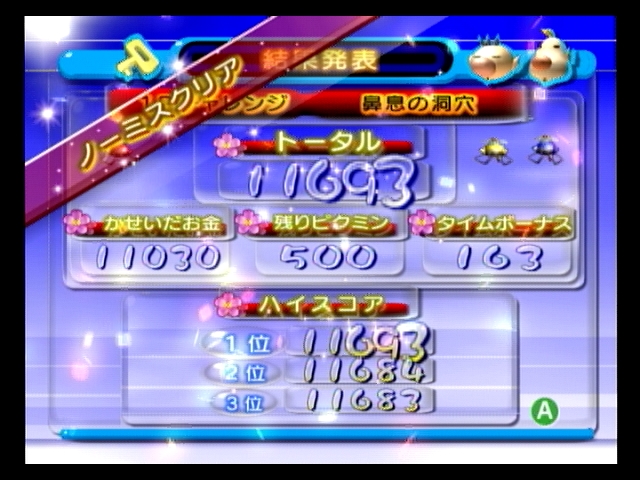 結果発表
ノーミスクリア
チャレンジ 鼻息の洞穴
トータル
11693
かせいだお金 残りピクミン タイムボーナス
11030 500 163
ハイスコア
1位 11693
2位 11684
3位 11683
A